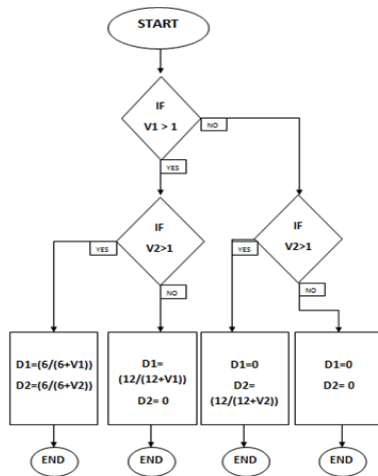 START
IF
V1 > 1
NO
YES
IF
V2>1
YES
NO
IF
V2>1
YES
NO
D1=(6/(6+V1))
D2=(6/(6+V2))
D1=
(12/(12+V1))
D2= 0
D1=0
D2=
(12/(12+V2))
D1=0
D2= 0
END
END
END
END